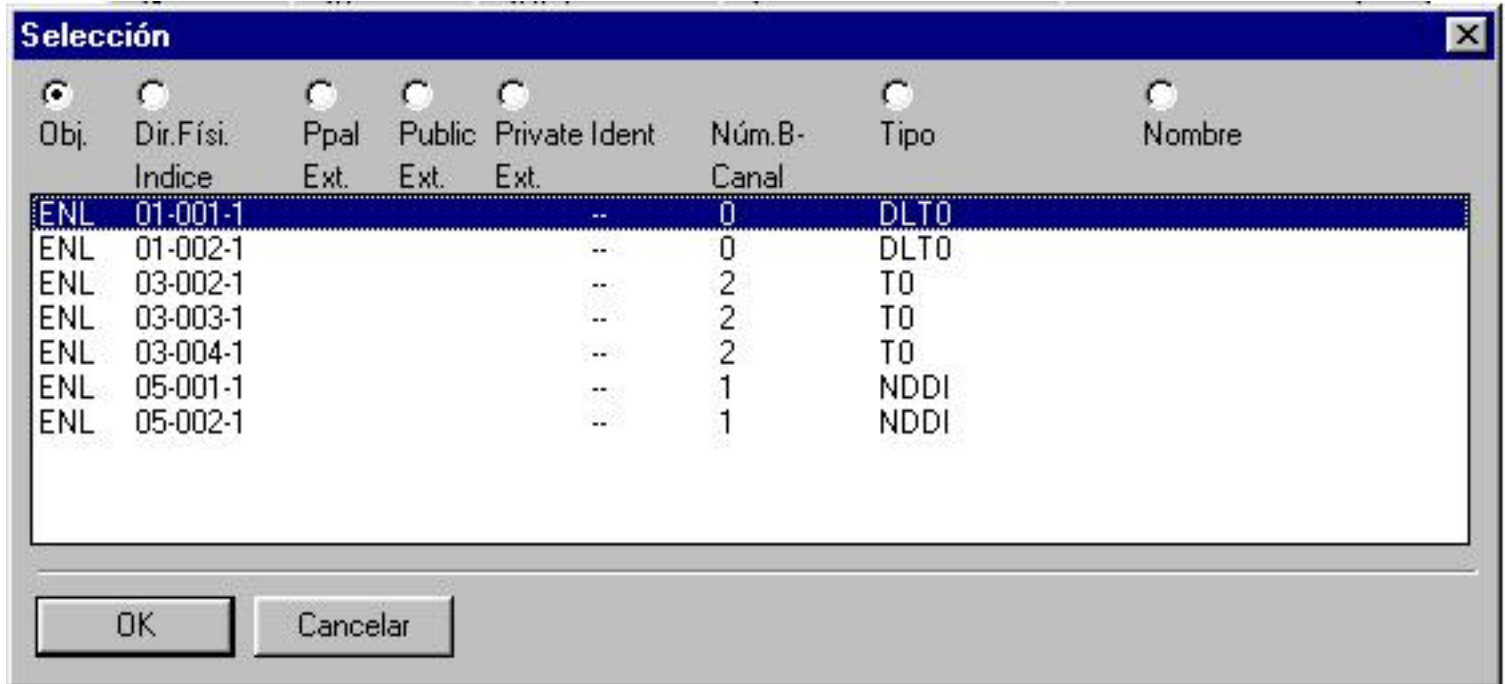 Selección
Obj. Dir.Físi. Ppal Public Private Ident Núm.B- Tipo Nombre
Indice Ext. Ext. Ext. Canal
ENL 01-001-1 -- 0 DLT0
ENL 01-002-1 -- 0 DLT0
ENL 03-002-1 -- 2 T0
ENL 03-003-1 -- 2 T0
ENL 03-004-1 -- 2 T0
ENL 05-001-1 -- 1 NDDI
ENL 05-002-1 -- 1 NDDI
OK Cancelar